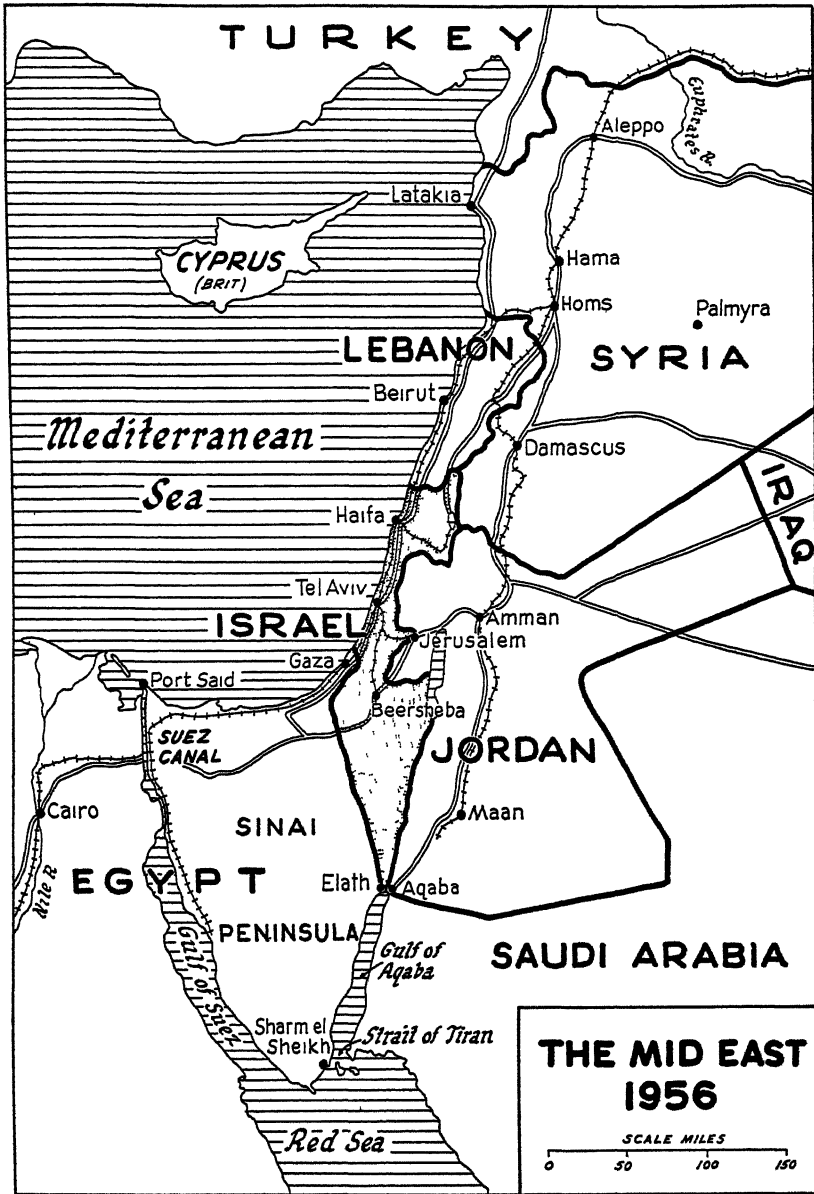 TURKEY
Euphrates R.
Aleppo
Latakia
CYPRUS
(BRIT)
Hama
Homs
Palmyra
LEBANON
SYRIA
Beirut
Mediterranean
Sea
Damascus
IRAQ
Haifa
Tel Aviv
ISRAEL
Amman
Jerusalem
Gaza
Port Said
Beersheba
SUEZ
CANAL
JORDAN
Cairo
SINAI
Maan
EGYPT
Nile R
Elath
Aqaba
PENINSULA
Gulf of Suez
Gulf of
Aqaba
SAUDI ARABIA
Sharm el
Sheikh
Strait of Tiran
Red Sea
THE MID EAST
1956
SCALE MILES
0 50 100 150